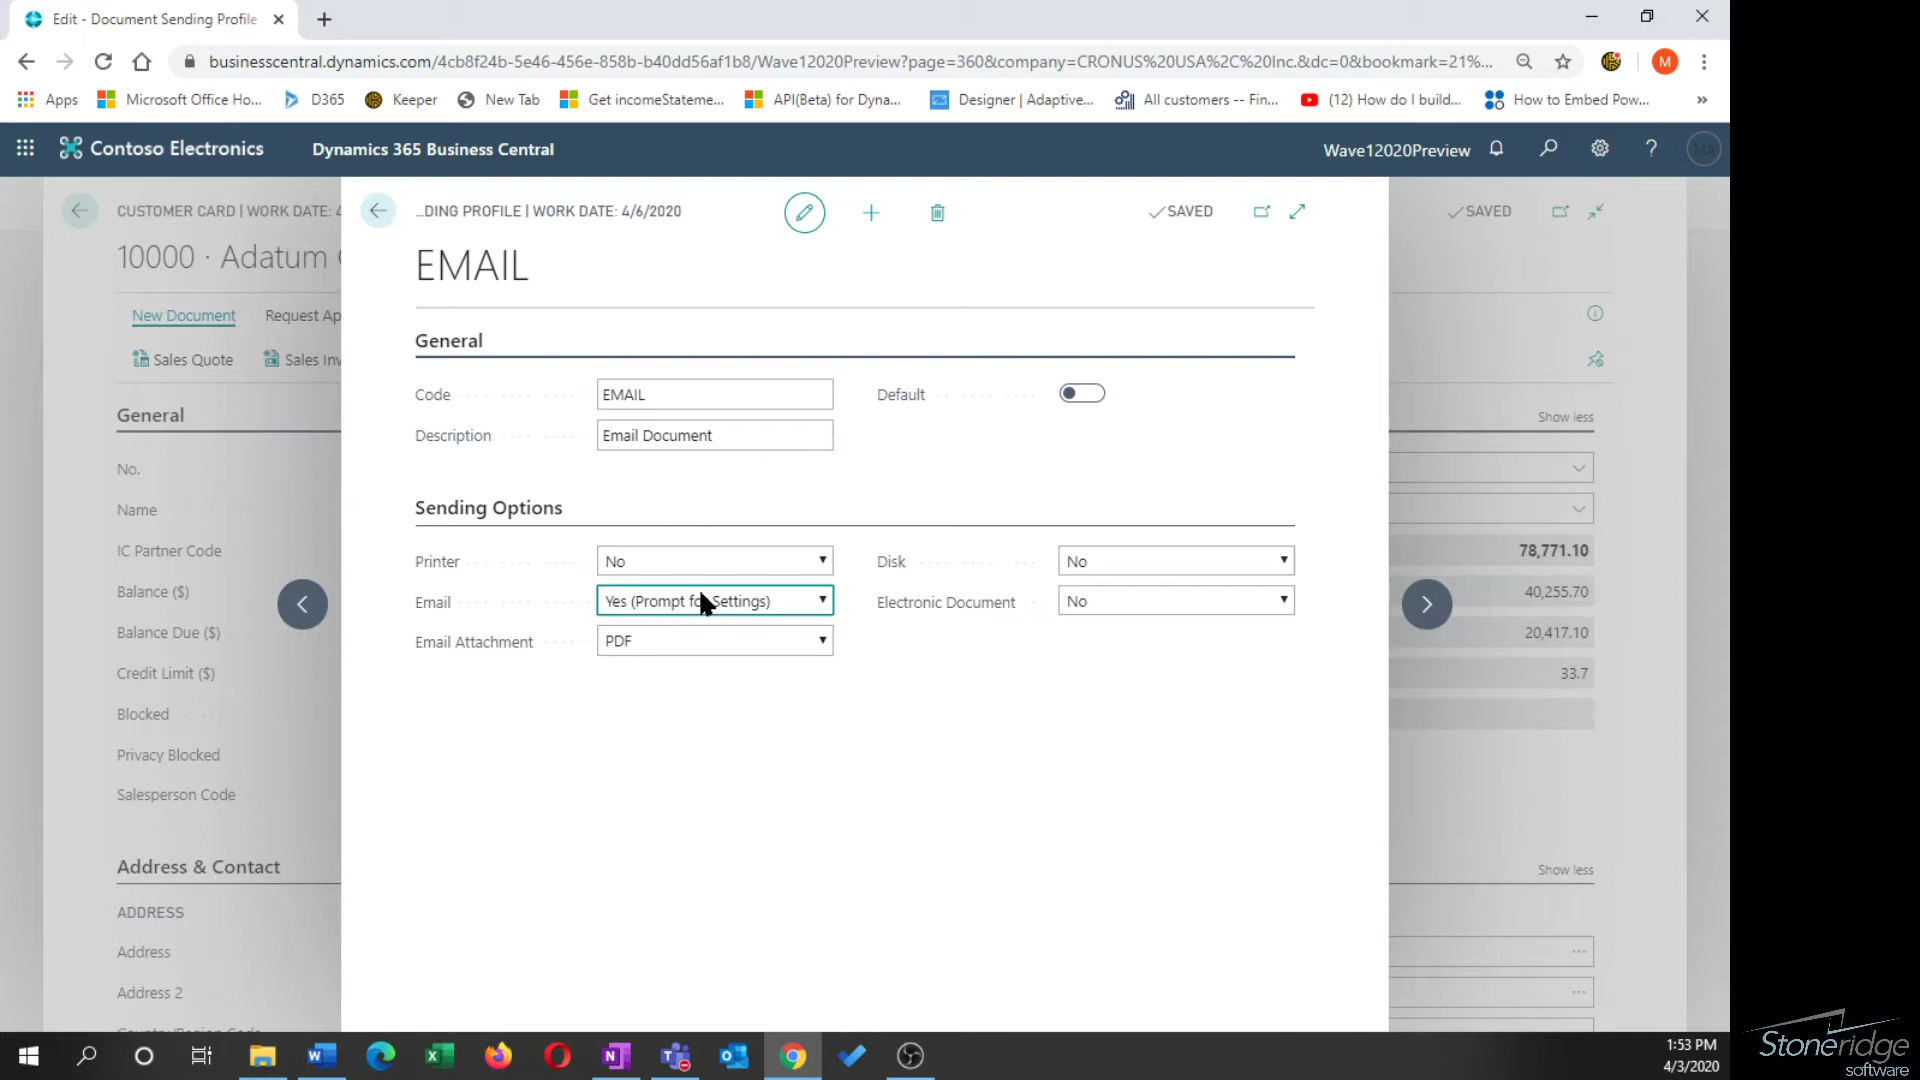 Edit - Document Sending Profile
businesscentral.dynamics.com/4cb8f24b-5e46-456e-858b-b40dd56af1b8/Wave12020Preview?page=360&company=CRONUS%20USA%2C%20Inc.&dc=0&bookmark=21%...
M
Apps
Microsoft Office Ho...
D365
Keeper
New Tab
Get incomeStateme...
API(Beta) for Dyna...
Designer | Adaptive...
All customers -- Fin...
(12) How do I build...
How to Embed Pow...
»
Contoso Electronics
Dynamics 365 Business Central
Wave12020Preview
MA
CUSTOMER CARD | WORK DATE: 4
10000 · Adatum
New Document
Request Ap
Sales Quote
Sales Inv
General
No.
Name
IC Partner Code
Balance ($)
Balance Due ($)
Credit Limit ($)
Blocked
Privacy Blocked
Salesperson Code
Address & Contact
ADDRESS
Address
Address 2
...DING PROFILE | WORK DATE: 4/6/2020
SAVED
EMAIL
General
Code
EMAIL
Default
Description
Email Document
Sending Options
Printer
No
Disk
No
Email
Yes (Prompt for Settings)
Electronic Document
No
Email Attachment
PDF
SAVED
Show less
78,771.10
40,255.70
20,417.10
33.7
Show less
1:53 PM
4/3/2020
Stoneridge
software